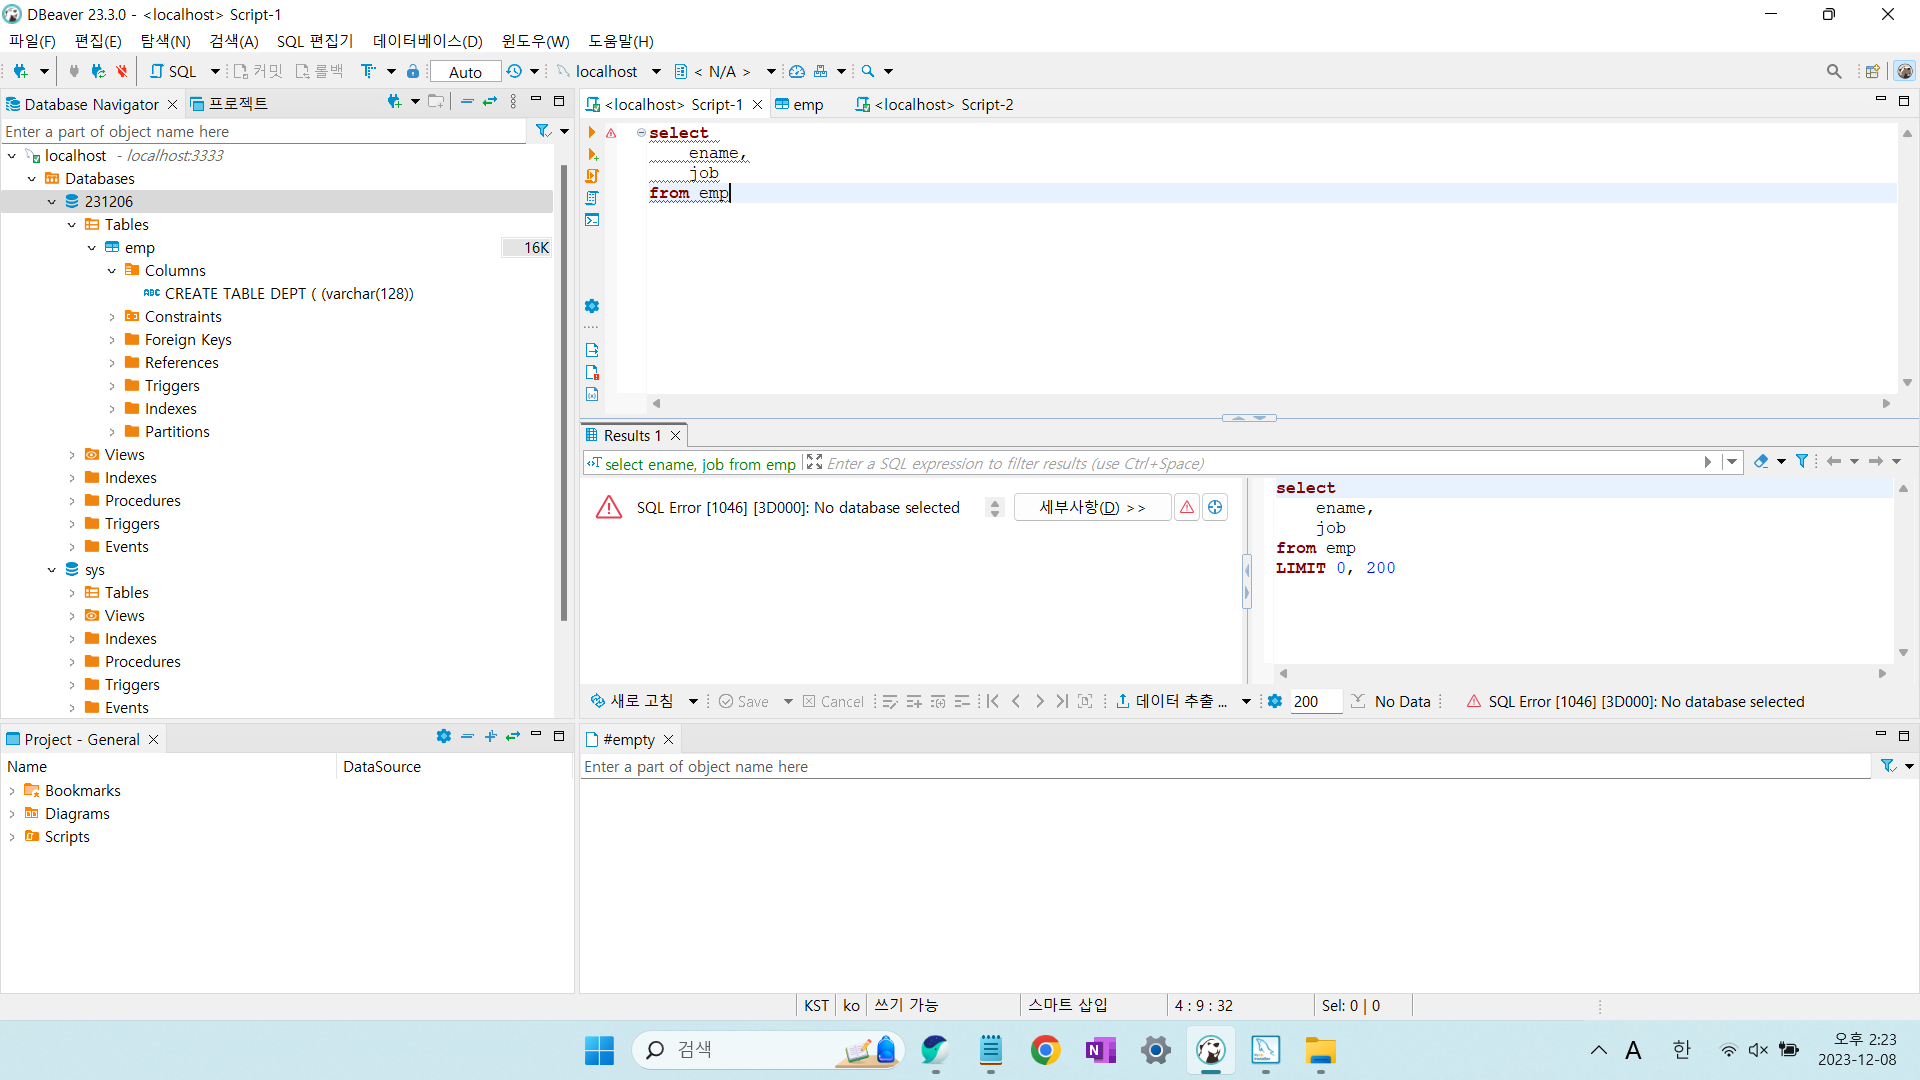 DBeaver 23.3.0 - <localhost> Script-1
파일(F) 편집(E) 탐색(N) 검색(A) SQL 편집기 데이터베이스(D) 윈도우(W) 도움말(H)
SQL 커밋 롤백 Auto localhost < N/A >
Database Navigator 프로젝트
Enter a part of object name here
localhost - localhost:3333
Databases
231206
Tables
emp 16K
Columns
ABC CREATE TABLE DEPT ( (varchar(128))
Constraints
Foreign Keys
References
Triggers
Indexes
Partitions
Views
Indexes
Procedures
Triggers
Events
sys
Tables
Views
Indexes
Procedures
Triggers
Events
<localhost> Script-1 emp <localhost> Script-2
select
ename,
job
from emp
Results 1
select ename, job from emp Enter a SQL expression to filter results (use Ctrl+Space)
SQL Error [1046] [3D000]: No database selected 세부사항(D) >>
select
ename,
job
from emp
LIMIT 0, 200
새로 고침 Save Cancel 데이터 추출 ... 200 No Data SQL Error [1046] [3D000]: No database selected
Project - General
Name DataSource
Bookmarks
Diagrams
Scripts
#empty
Enter a part of object name here
KST ko 쓰기 가능 스마트 삽입 4 : 9 : 32 Sel: 0 | 0
검색
A 한 오후 2:23
2023-12-08